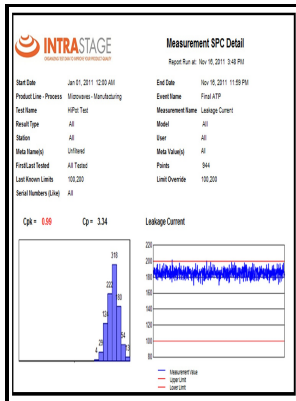 INTRASTAGE
Measurement SPC Detail
Report Run at: Nov 16, 2011 3:48 PM
Start Date Jan 01, 2011 12:00 AM End Date Nov 16, 2011 11:59 PM
Product Line - Process Microwaves - Manufacturing Event Name Final ATP
Test Name HiPot Test Measurement Name Leakage Current
Result Type All Model All
Station All User All
Meta Name(s) Unfiltered Meta Value(s) All
First/Last Tested All Tested Points 944
Last Known Limits 100,200 Limit Override 100,200
Serial Numbers (Like) All
Cpk = 0.99 Cp = 3.34 Leakage Current
220
200
180
160
140
120
100
80
318
222
180
134
54
29
13
4
Measurement Value
Upper Limit
Lower Limit